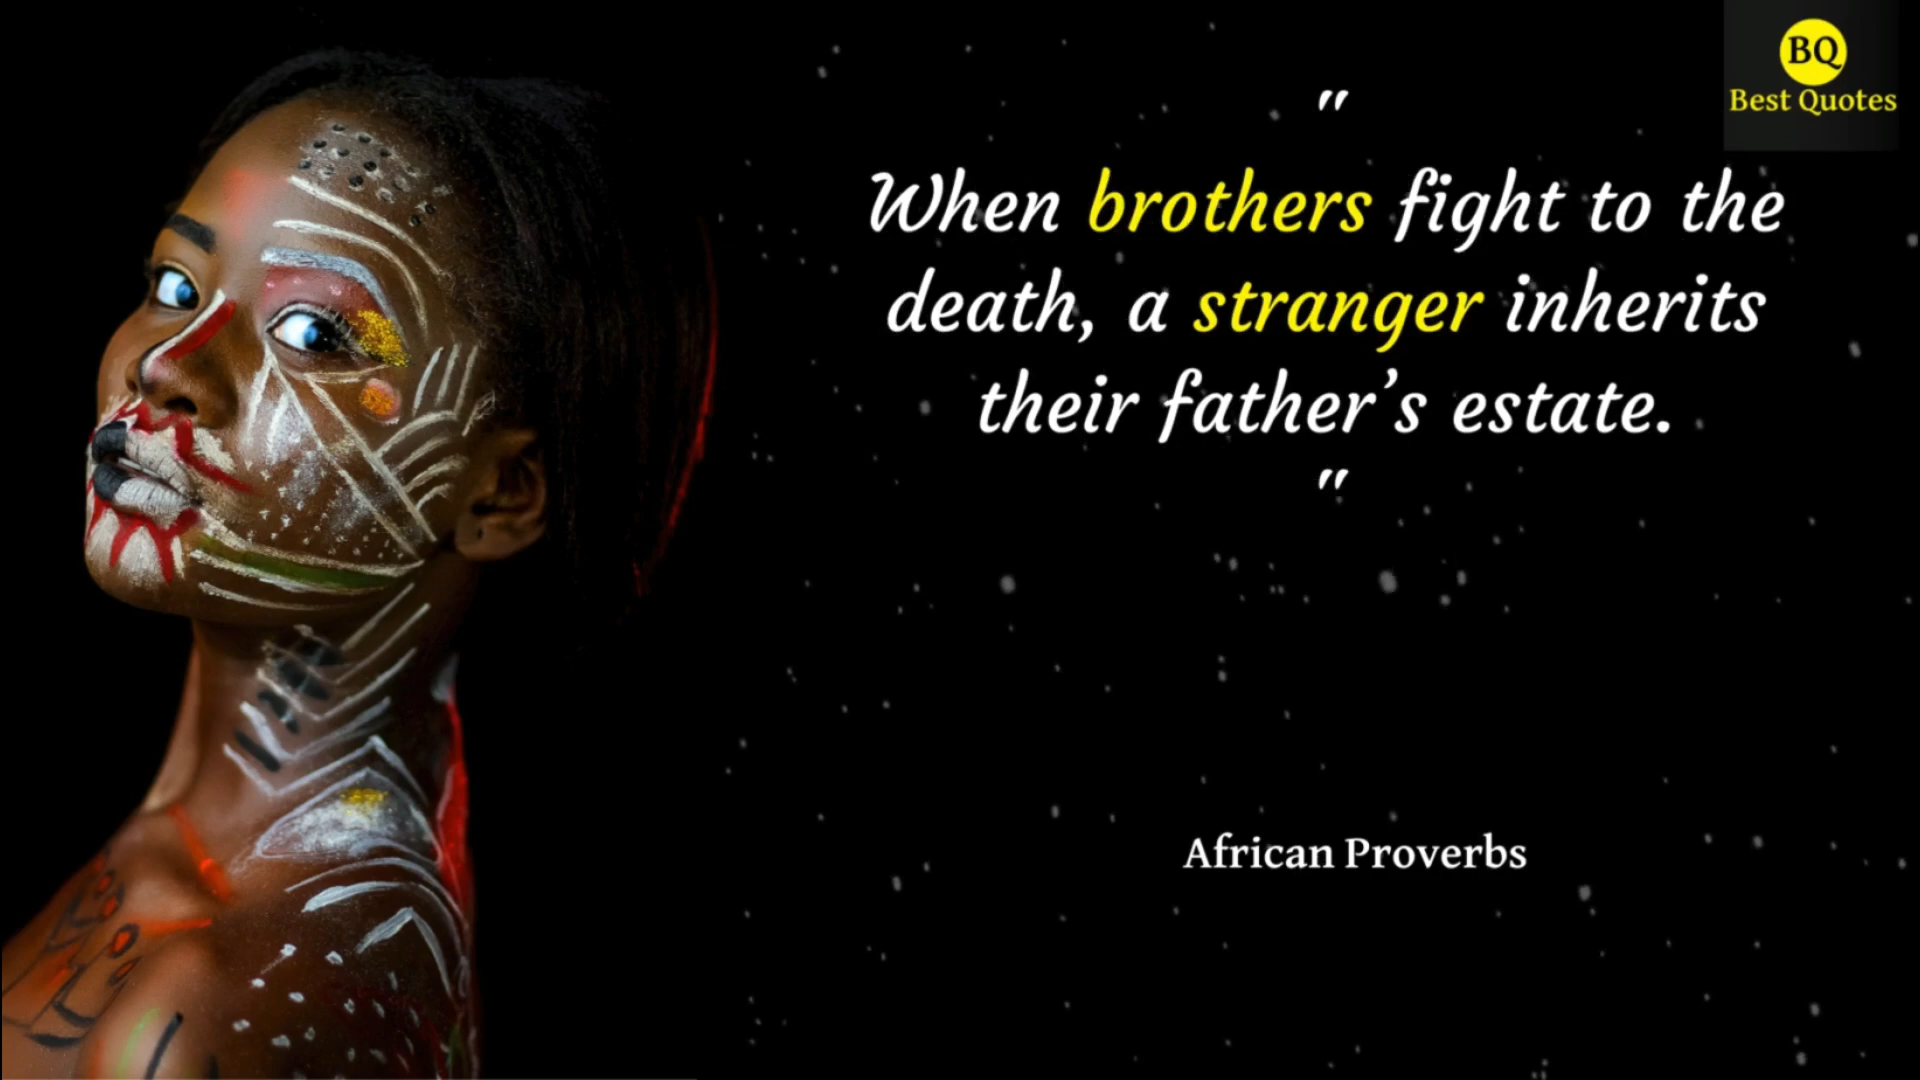 BQ
Best Quotes
"
When brothers fight to the
death, a stranger inherits
their father’s estate.
"
African Proverbs